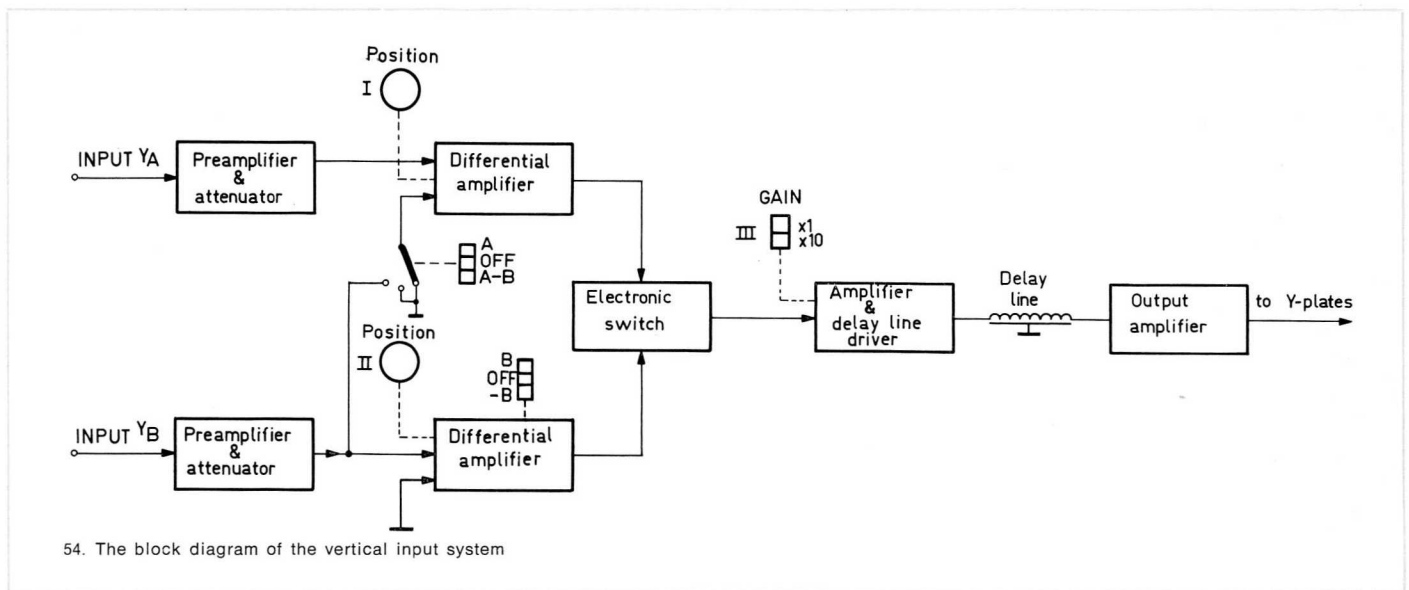 Position
I
INPUT YA
Preamplifier
&
attenuator
Differential
amplifier
A
OFF
A-B
GAIN
III
x1
x10
Electronic
switch
Amplifier
&
delay line
driver
Delay
line
Output
amplifier
to Y-plates
Position
II
B
OFF
-B
INPUT YB
Preamplifier
&
attenuator
Differential
amplifier
54. The block diagram of the vertical input system